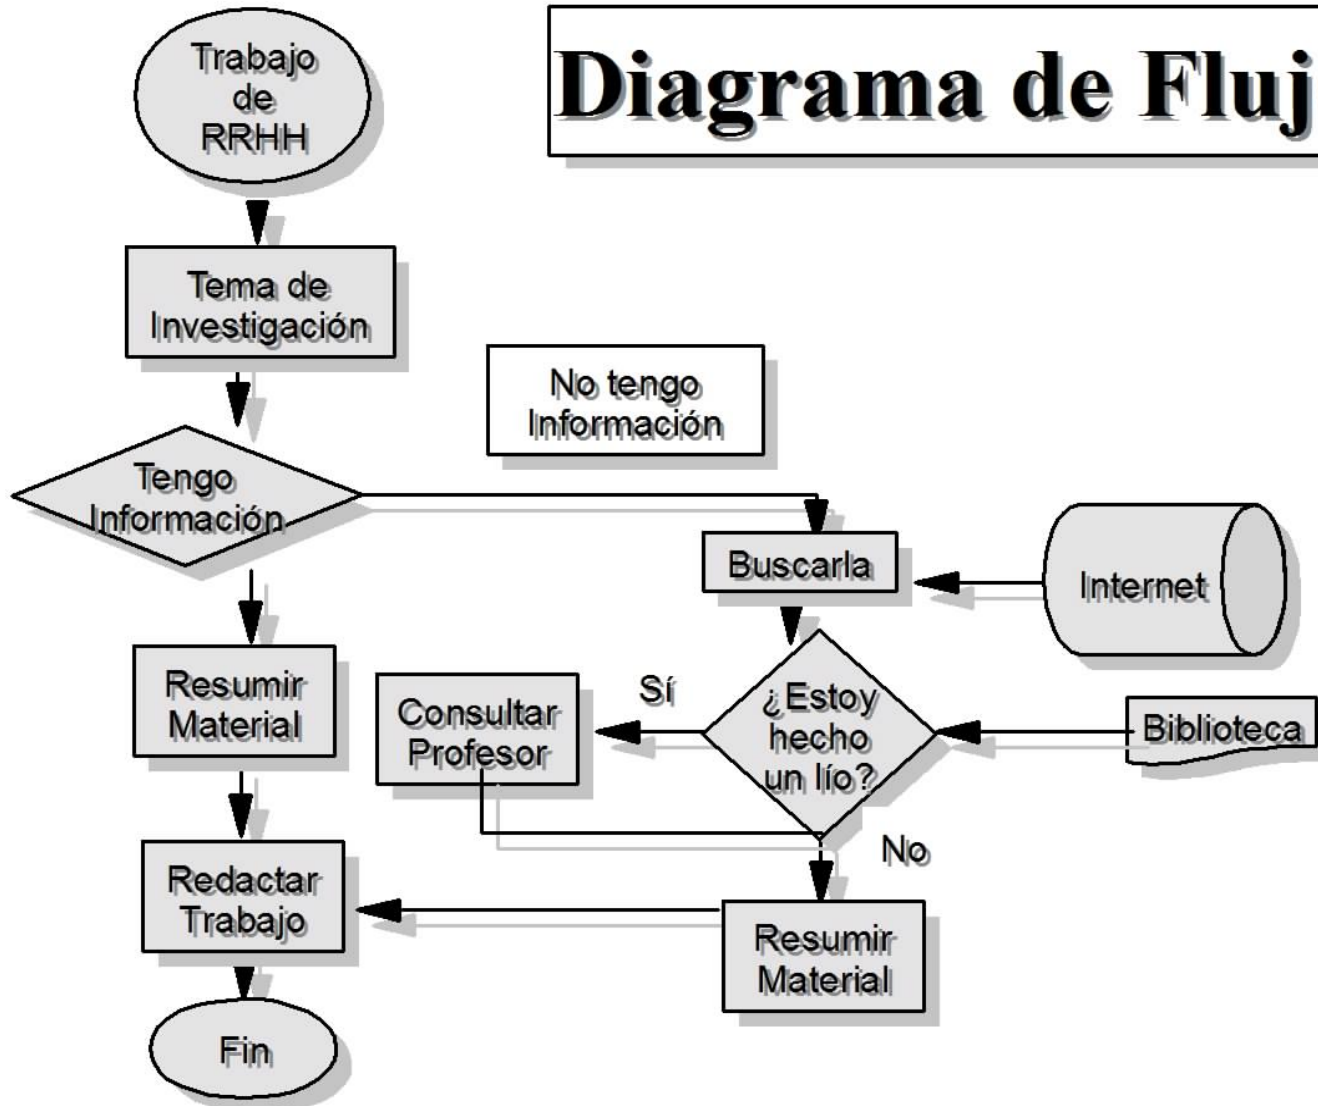 Diagrama de Fluj
Trabajo
de
RRHH
Tema de
Investigación
No tengo
Información
Tengo
Información
Buscarla
Internet
Resumir
Material
Consultar
Profesor
Sí
¿Estoy
hecho
un lío?
Biblioteca
No
Redactar
Trabajo
Resumir
Material
Fin